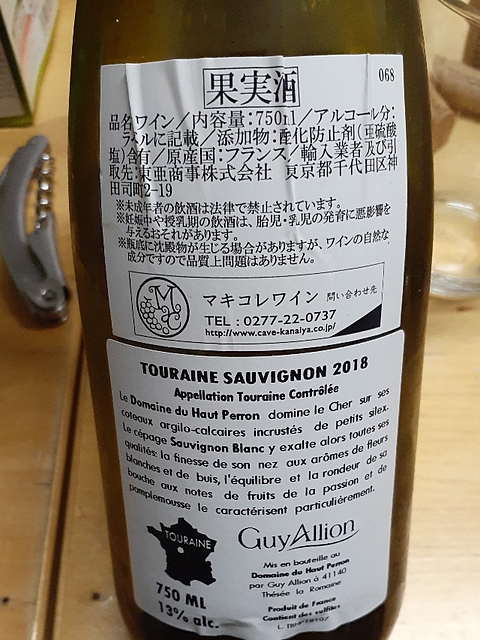 果実酒
068
品名ワイン／内容量:750ml／アルコール分:
ラベルに記載／添加物:酸化防止剤(亜硫酸
塩)含有／原産国:フランス／輸入業者及び引
取先:東亜商事株式会社 東京都千代田区神
田司町2-19
※未成年者の飲酒は法律で禁止されています。
※妊娠中や授乳期の飲酒は、胎児・乳児の発育に悪影響を
与えるおそれがあります。
※瓶底に沈殿物が生じる場合がありますが、ワインの自然な
成分ですので品質上問題はありません。
マキコレワイン 問い合わせ先
TEL：0277-22-0737
http://www.cave-kanaiya.co.jp/
TOURAINE SAUVIGNON 2018
Appellation Touraine Contrôlée
Le Domaine du Haut Perron domine le Cher sur ses
coteaux argilo-calcaires incrustés de petits silex.
Le cépage Sauvignon Blanc y exalte alors toutes ses
qualités: la finesse de son nez aux arômes de fleurs
blanches et de buis, l'équilibre et la rondeur de sa
bouche aux notes de fruits de la passion et de
pamplemousse le caractérisent particulièrement.
TOURAINE
750 ML
13% alc.
Guy Allion
Mis en bouteille au
Domaine du Haut Perron
par Guy Allion à 41140
Thésée la Romaine
Produit de France
Contient des sulfites